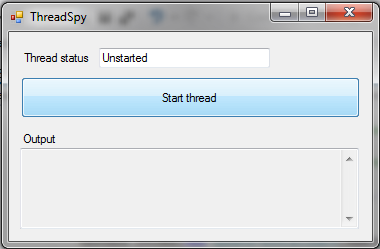 ThreadSpy
Thread status Unstarted
Start thread
Output